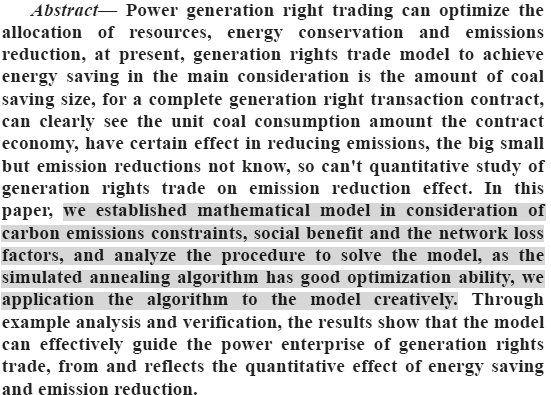 Abstract— Power generation right trading can optimize the
allocation of resources, energy conservation and emissions
reduction, at present, generation rights trade model to achieve
energy saving in the main consideration is the amount of coal
saving size, for a complete generation right transaction contract,
can clearly see the unit coal consumption amount the contract
economy, have certain effect in reducing emissions, the big small
but emission reductions not know, so can't quantitative study of
generation rights trade on emission reduction effect. In this
paper, we established mathematical model in consideration of
carbon emissions constraints, social benefit and the network loss
factors, and analyze the procedure to solve the model, as the
simulated annealing algorithm has good optimization ability, we
application the algorithm to the model creatively. Through
example analysis and verification, the results show that the model
can effectively guide the power enterprise of generation rights
trade, from and reflects the quantitative effect of energy saving
and emission reduction.